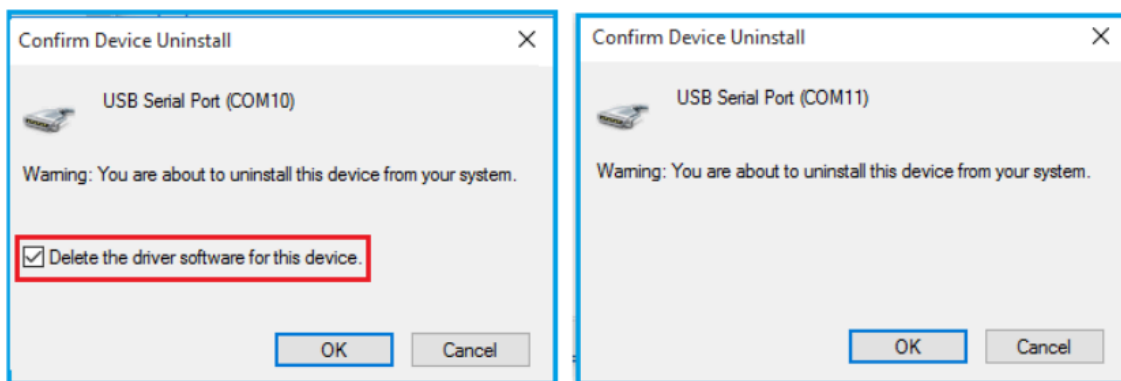 Confirm Device Uninstall
USB Serial Port (COM10)
Warning: You are about to uninstall this device from your system.
Delete the driver software for this device.
OK Cancel
Confirm Device Uninstall
USB Serial Port (COM11)
Warning: You are about to uninstall this device from your system.
OK Cancel